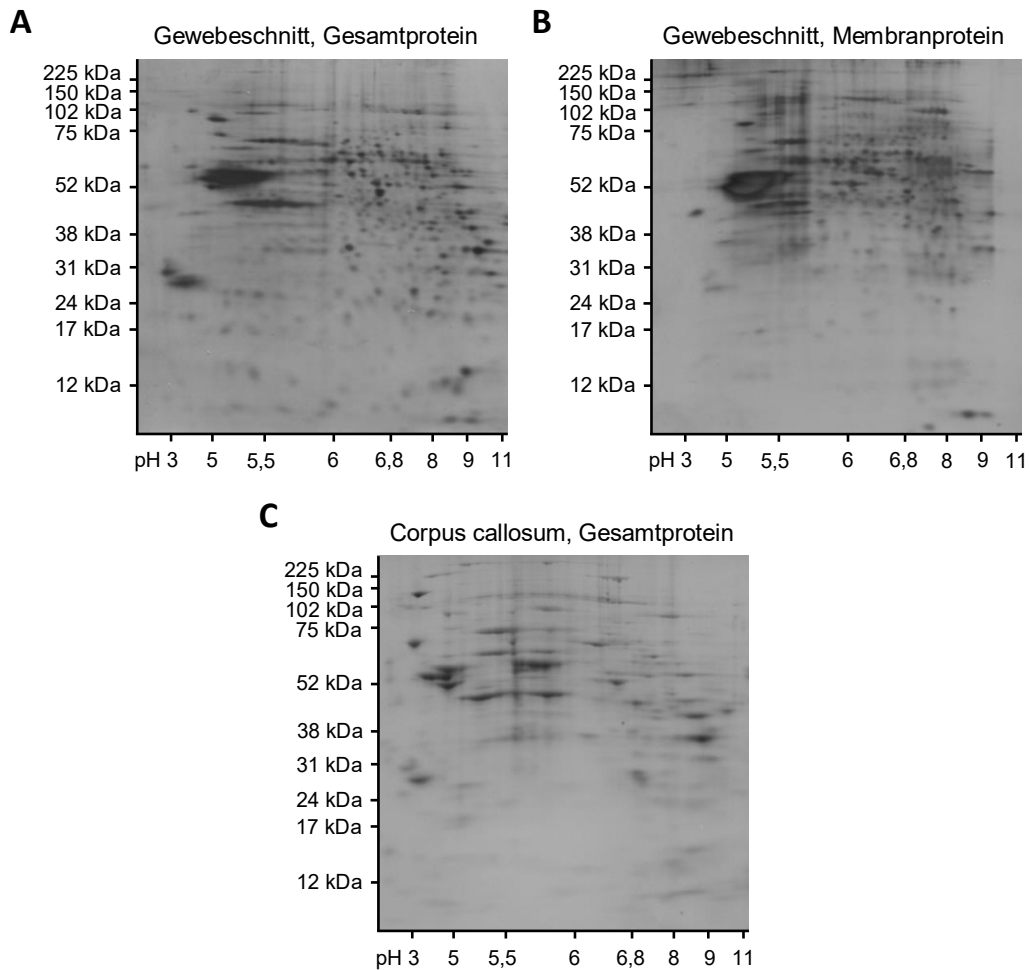 A
Gewebeschnitt, Gesamtprotein
225 kDa
150 kDa
102 kDa
75 kDa
52 kDa
38 kDa
31 kDa
24 kDa
17 kDa
12 kDa
pH 3 5 5,5 6 6,8 8 9 11
B
Gewebeschnitt, Membranprotein
225 kDa
150 kDa
102 kDa
75 kDa
52 kDa
38 kDa
31 kDa
24 kDa
17 kDa
12 kDa
pH 3 5 5,5 6 6,8 8 9 11
C
Corpus callosum, Gesamtprotein
225 kDa
150 kDa
102 kDa
75 kDa
52 kDa
38 kDa
31 kDa
24 kDa
17 kDa
12 kDa
pH 3 5 5,5 6 6,8 8 9 11